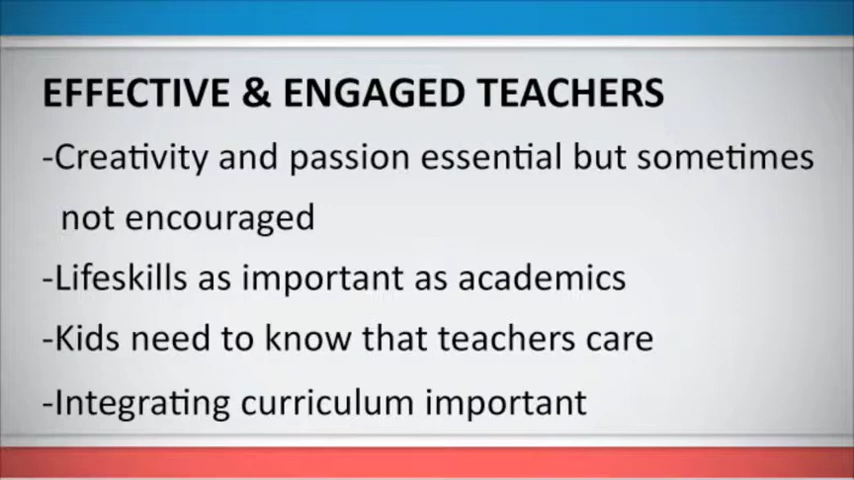 EFFECTIVE & ENGAGED TEACHERS
-Creativity and passion essential but sometimes
not encouraged
-Lifeskills as important as academics
-Kids need to know that teachers care
-Integrating curriculum important